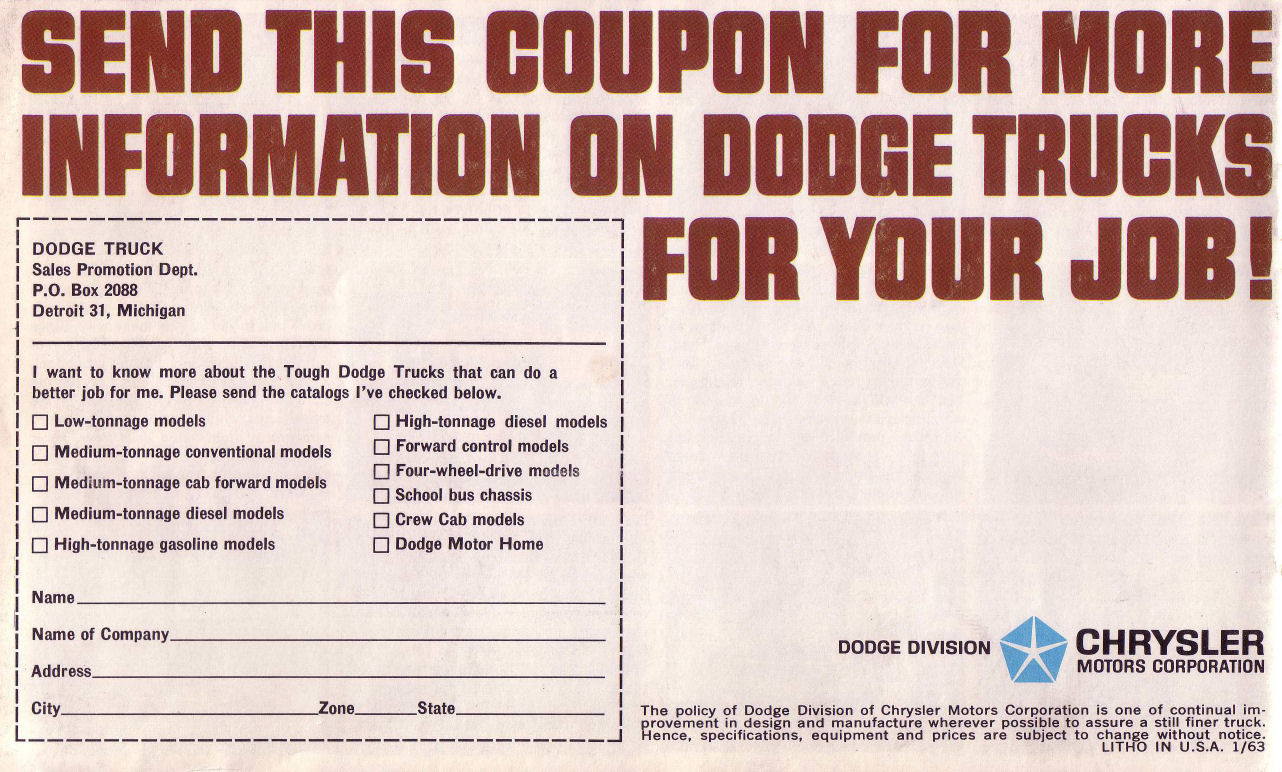 SEND THIS COUPON FOR MORE
INFORMATION ON DODGE TRUCKS
FOR YOUR JOB!
DODGE TRUCK
Sales Promotion Dept.
P.O. Box 2088
Detroit 31, Michigan
I want to know more about the Tough Dodge Trucks that can do a
better job for me. Please send the catalogs I've checked below.
Low-tonnage models
Medium-tonnage conventional models
Medium-tonnage cab forward models
Medium-tonnage diesel models
High-tonnage gasoline models
High-tonnage diesel models
Forward control models
Four-wheel-drive models
School bus chassis
Crew Cab models
Dodge Motor Home
Name
Name of Company
Address
City Zone State
DODGE DIVISION CHRYSLER
MOTORS CORPORATION
The policy of Dodge Division of Chrysler Motors Corporation is one of continual im-
provement in design and manufacture wherever possible to assure a still finer truck.
Hence, specifications, equipment and prices are subject to change without notice.
LITHO IN U.S.A. 1/63